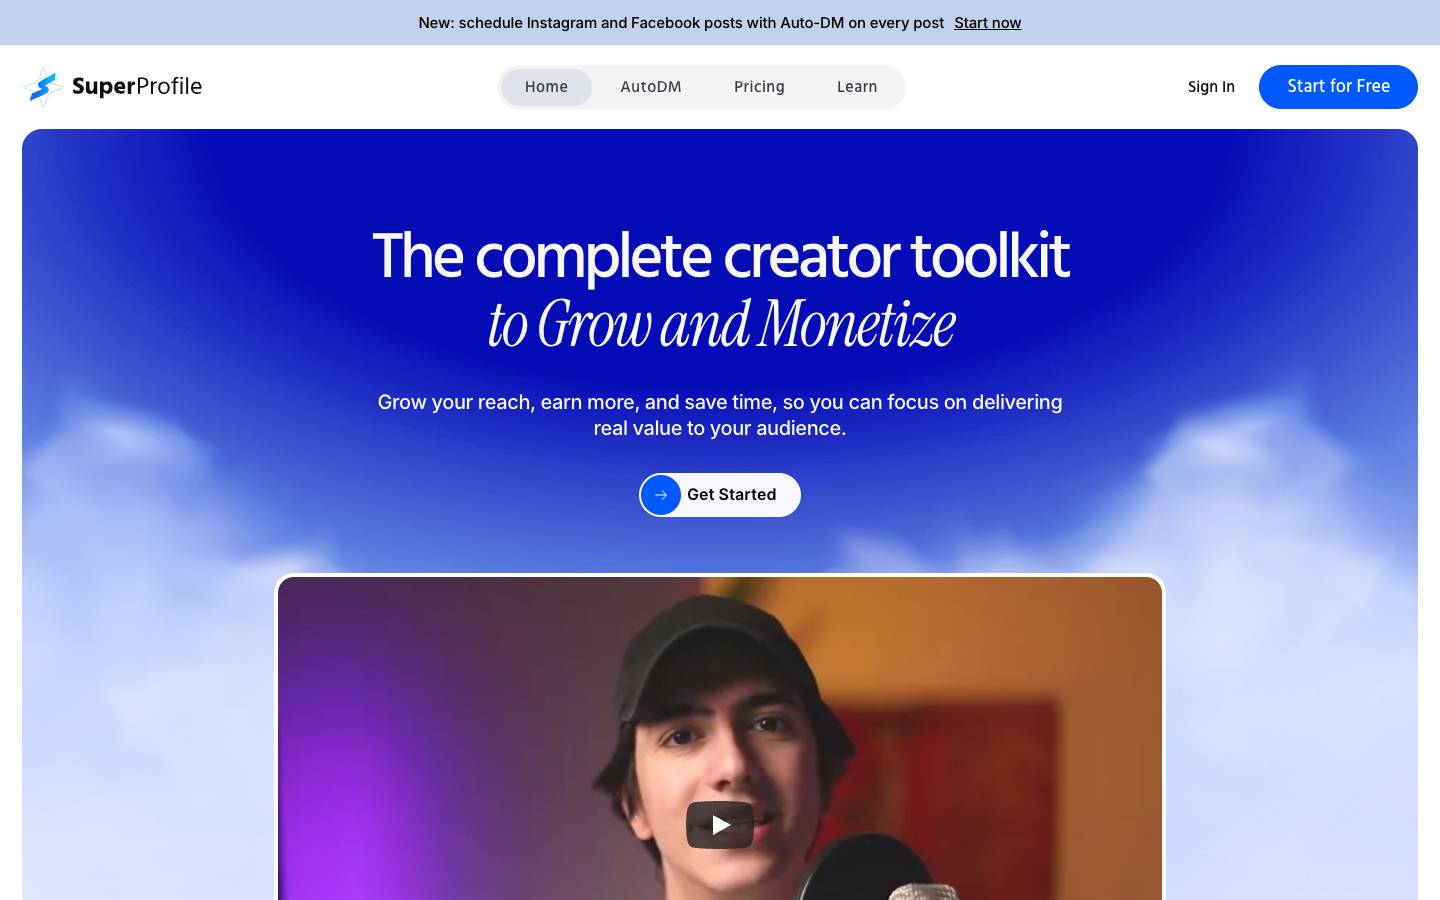 New: schedule Instagram and Facebook posts with Auto-DM on every post Start now
SuperProfile
Home
AutoDM
Pricing
Learn
Sign In
Start for Free
The complete creator toolkit
to Grow and Monetize
Grow your reach, earn more, and save time, so you can focus on delivering
real value to your audience.
Get Started